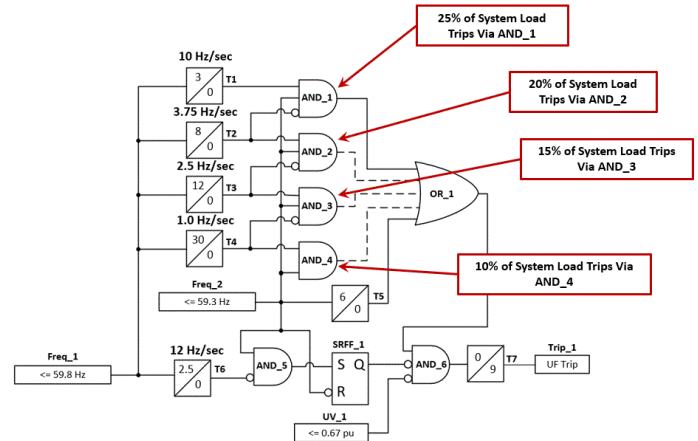 25% of System Load
Trips Via AND_1
10 Hz/sec
3
0
T1
AND_1
20% of System Load
Trips Via AND_2
3.75 Hz/sec
8
0
T2
AND_2
15% of System Load Trips
Via AND_3
2.5 Hz/sec
12
0
T3
AND_3
OR_1
1.0 Hz/sec
30
0
T4
AND_4
10% of System Load Trips Via
AND_4
Freq_2
<= 59.3 Hz
6
0
T5
Freq_1
<= 59.8 Hz
12 Hz/sec
2.5
0
T6
AND_5
SRFF_1
S Q
R
AND_6
0
9
T7
Trip_1
UF Trip
UV_1
<= 0.67 pu